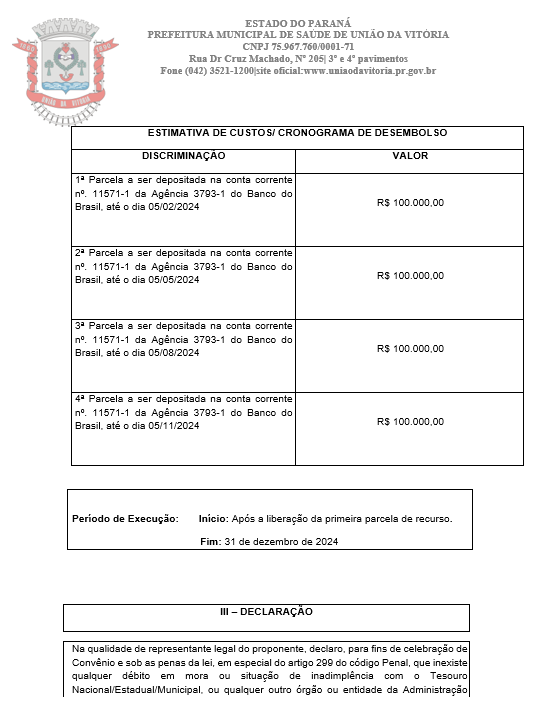 ESTADO DO PARANÁ
PREFEITURA MUNICIPAL DE SAÚDE DE UNIÃO DA VITÓRIA
CNPJ 75.967.760/0001-71
Rua Dr Cruz Machado, Nº 205| 3º e 4º pavimentos
Fone (042) 3521-1200|site oficial:www.uniaodavitoria.pr.gov.br
1890 1890
UNIÃO DA VITÓRIA
ESTIMATIVA DE CUSTOS/ CRONOGRAMA DE DESEMBOLSO
DISCRIMINAÇÃO VALOR
1ª Parcela a ser depositada na conta corrente
nº. 11571-1 da Agência 3793-1 do Banco do
Brasil, até o dia 05/02/2024
R$ 100.000,00
2ª Parcela a ser depositada na conta corrente
nº. 11571-1 da Agência 3793-1 do Banco do
Brasil, até o dia 05/05/2024
R$ 100.000,00
3ª Parcela a ser depositada na conta corrente
nº. 11571-1 da Agência 3793-1 do Banco do
Brasil, até o dia 05/08/2024
R$ 100.000,00
4ª Parcela a ser depositada na conta corrente
nº. 11571-1 da Agência 3793-1 do Banco do
Brasil, até o dia 05/11/2024
R$ 100.000,00
Período de Execução: Início: Após a liberação da primeira parcela de recurso.
Fim: 31 de dezembro de 2024
III – DECLARAÇÃO
Na qualidade de representante legal do proponente, declaro, para fins de celebração de
Convênio e sob as penas da lei, em especial do artigo 299 do código Penal, que inexiste
qualquer débito em mora ou situação de inadimplência com o Tesouro
Nacional/Estadual/Municipal, ou qualquer outro órgão ou entidade da Administração